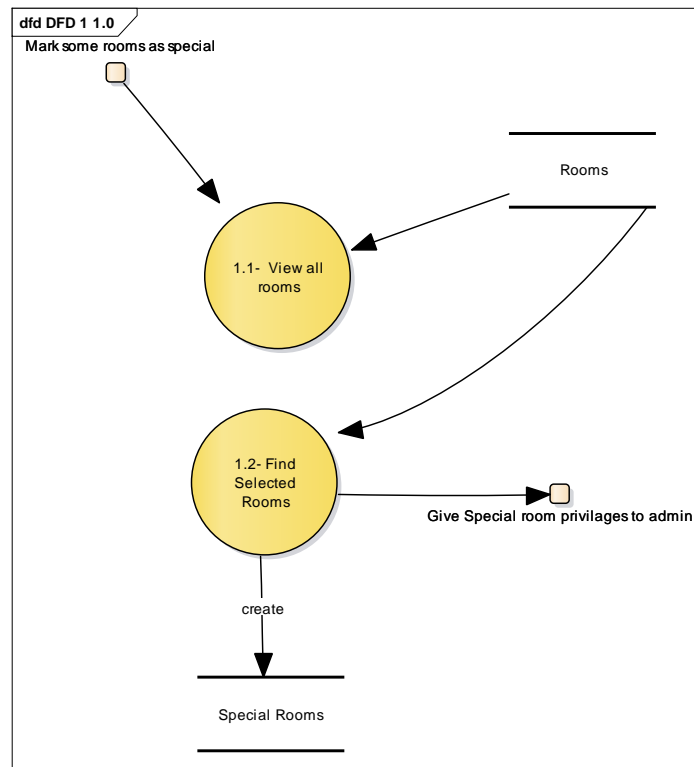 dfd DFD 1 1.0
Mark some rooms as special
Rooms
1.1-  View all
rooms
1.2- Find
Selected
Rooms
Give Special room privilages to admin
create
Special Rooms